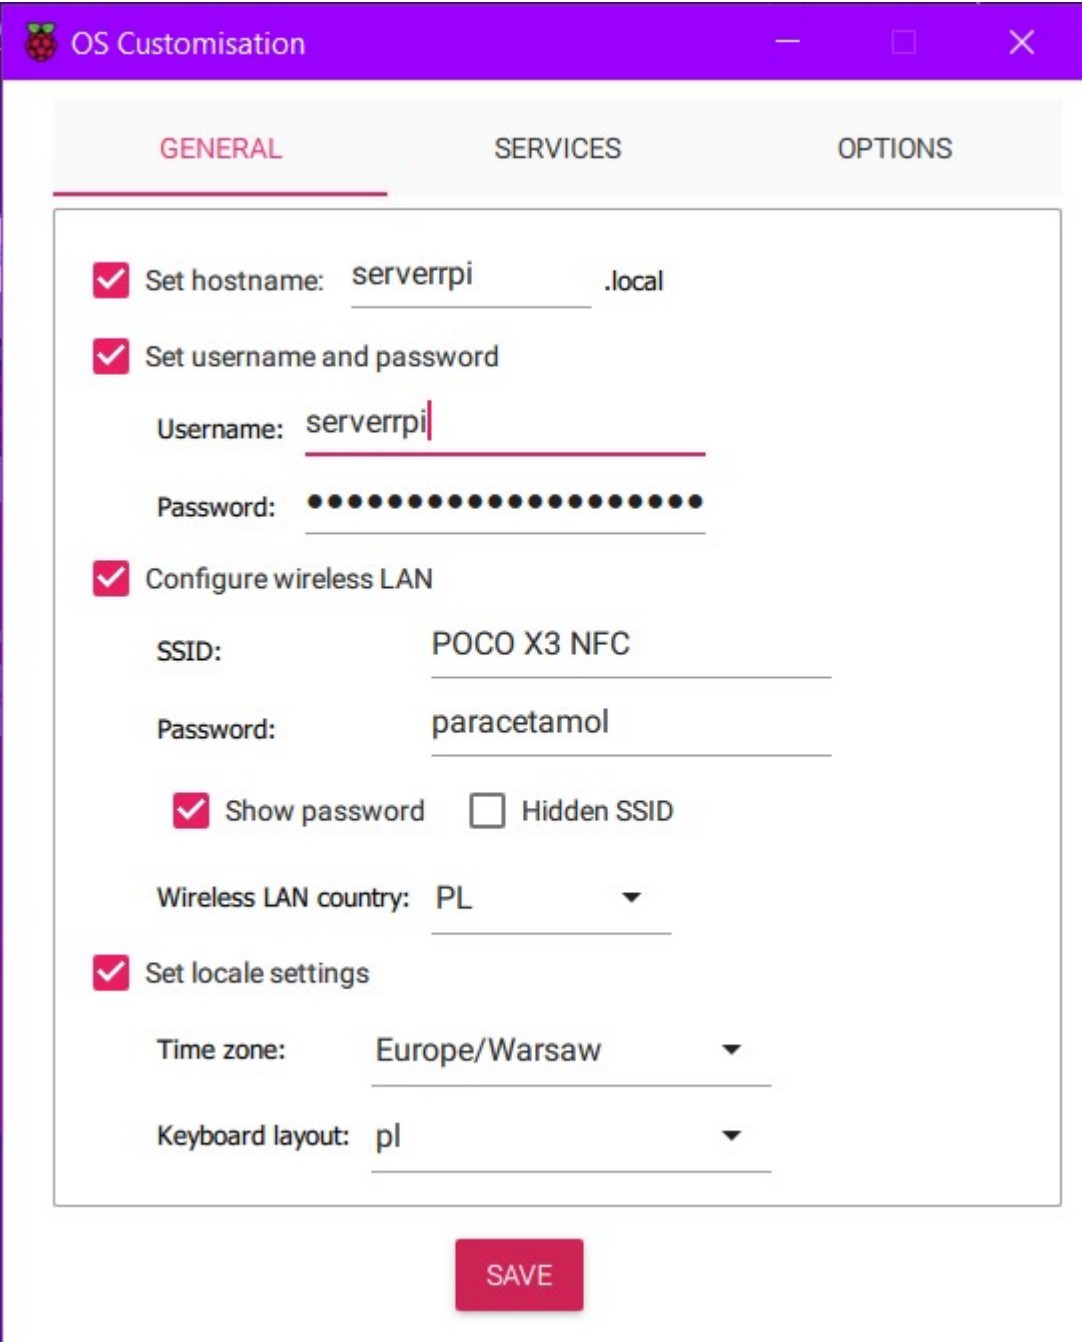 OS Customisation
GENERAL SERVICES OPTIONS
Set hostname: serverrpi .local
Set username and password
Username: serverrpi
Password: ••••••••••••••••••••
Configure wireless LAN
SSID: POCO X3 NFC
Password: paracetamol
Show password Hidden SSID
Wireless LAN country: PL
Set locale settings
Time zone: Europe/Warsaw
Keyboard layout: pl
SAVE